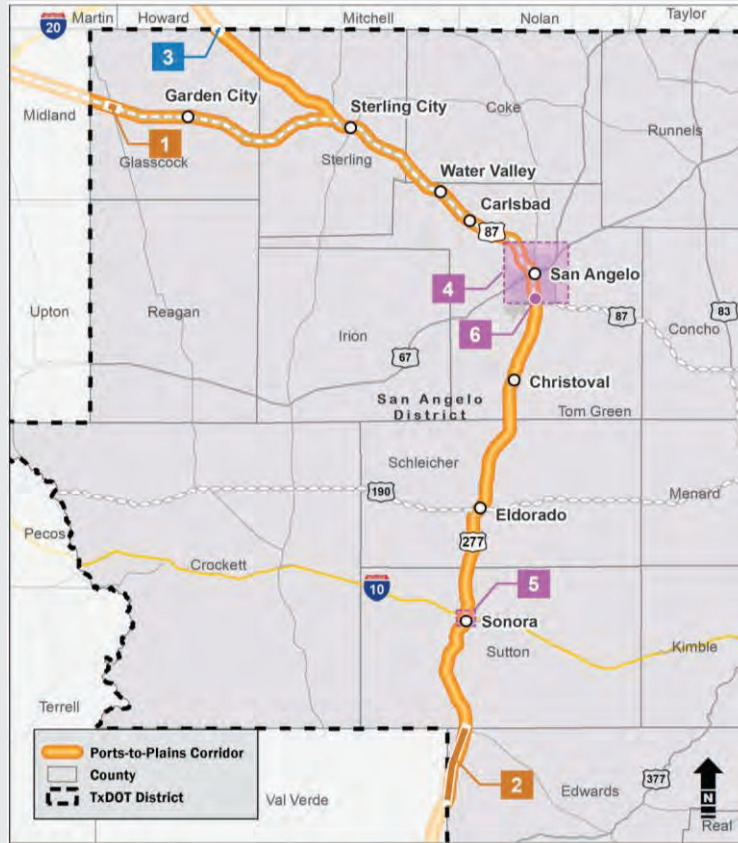 Martin
Howard
Mitchell
Nolan
Taylor
20
3
Midland
Garden City
Sterling City
Coke
Runnels
1
Glasscock
Sterling
Water Valley
Carlsbad
87
4
San Angelo
6
Upton
Reagan
Irion
67
87
83
Concho
Christoval
San Angelo
District
Tom Green
Schleicher
190
Menard
Eldorado
Pecos
Crockett
277
10
5
Sonora
Sutton
Kimble
Terrell
Ports-to-Plains Corridor
County
TxDOT District
Val Verde
2
Edwards
377
N
Real